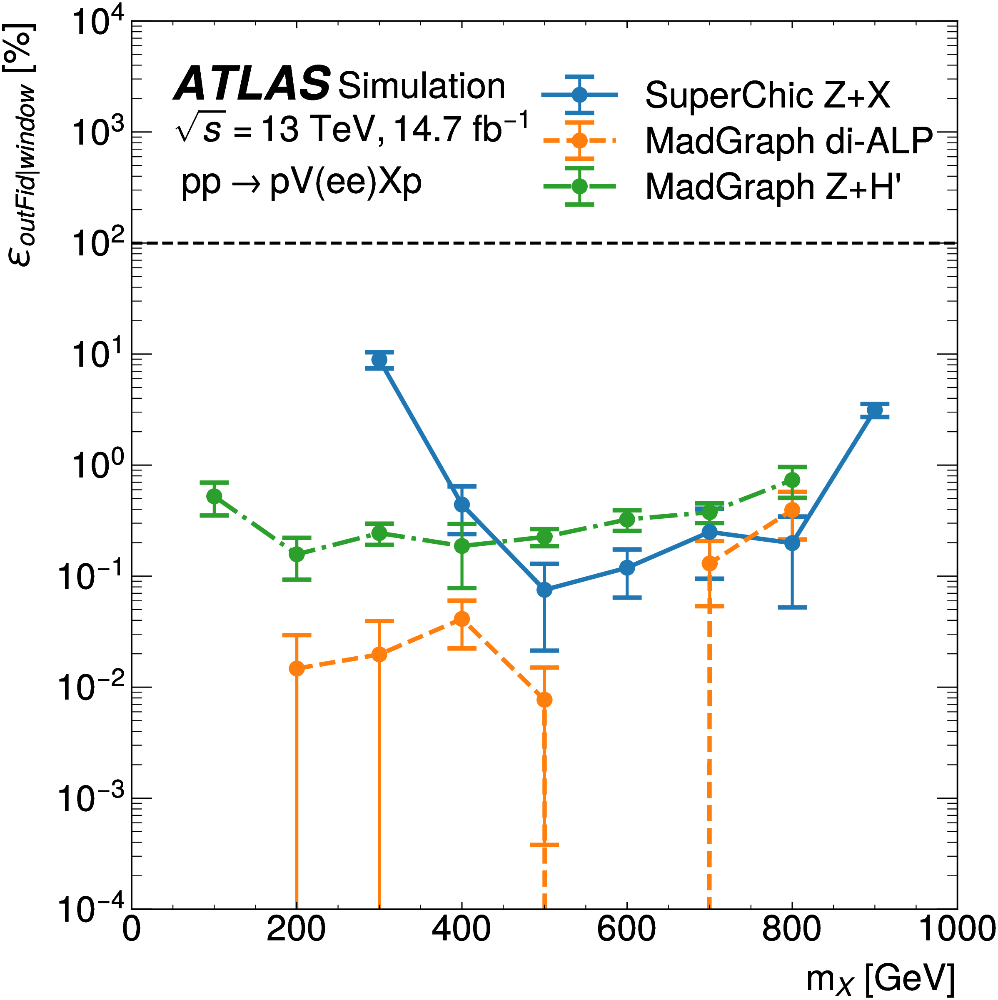 ε_{outFid|window} [%]
10⁴
10³
10²
10¹
10⁰
10⁻¹
10⁻²
10⁻³
10⁻⁴
ATLAS Simulation
√s = 13 TeV, 14.7 fb⁻¹
pp → pV(ee)Xp
SuperChic Z+X
MadGraph di-ALP
MadGraph Z+H'
0 200 400 600 800 1000
m_X [GeV]